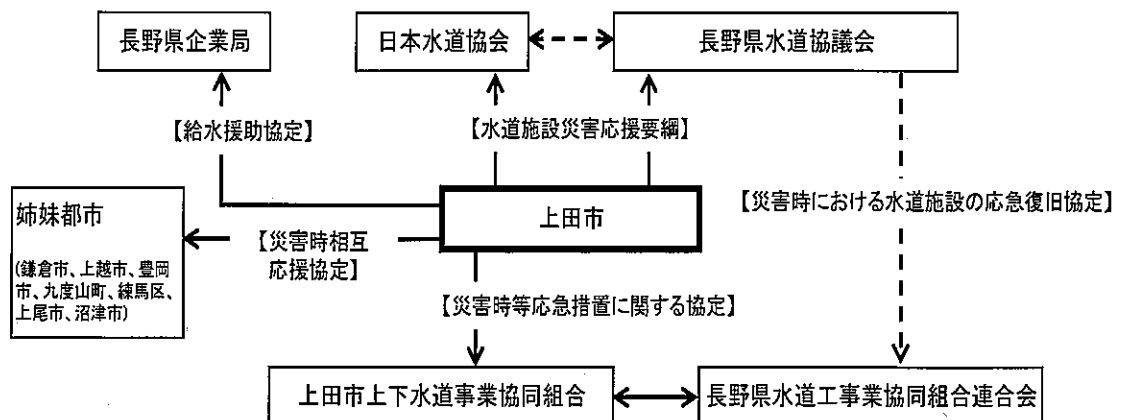 長野県企業局
日本水道協会
長野県水道協議会
【給水援助協定】
【水道施設災害応援要綱】
上田市
【災害時における水道施設の応急復旧協定】
姉妹都市
(鎌倉市、上越市、豊岡
市、九度山町、練馬区、
上尾市、沼津市)
【災害時相互
応援協定】
【災害時等応急措置に関する協定】
上田市上下水道事業協同組合
長野県水道工事業協同組合連合会